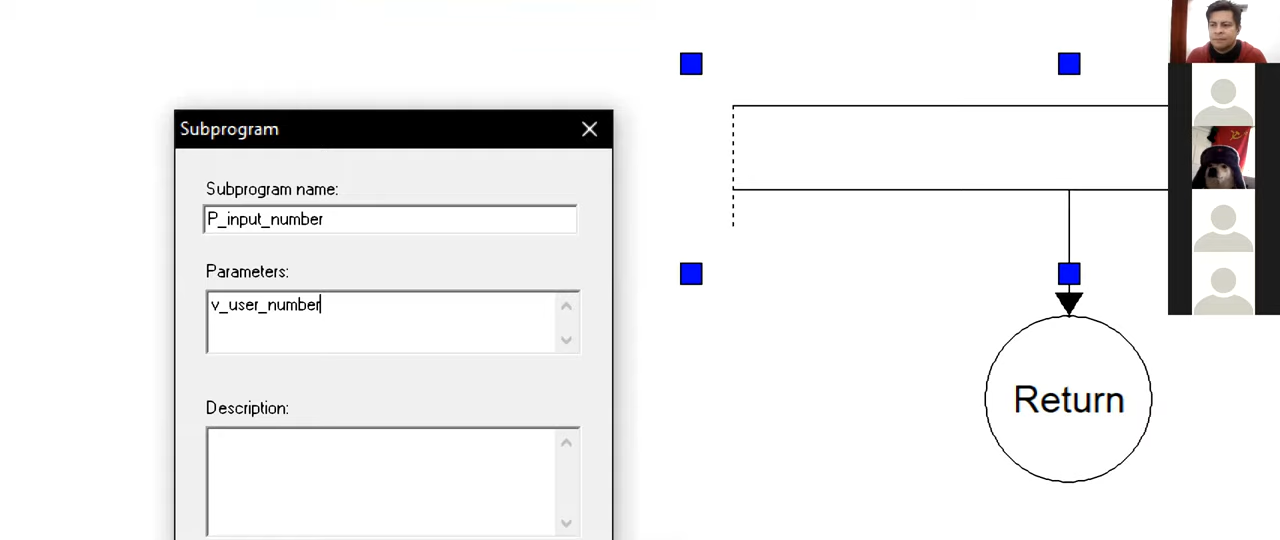 Subprogram
Subprogram name:
P_input_number
Parameters:
v_user_number
Description:
Return